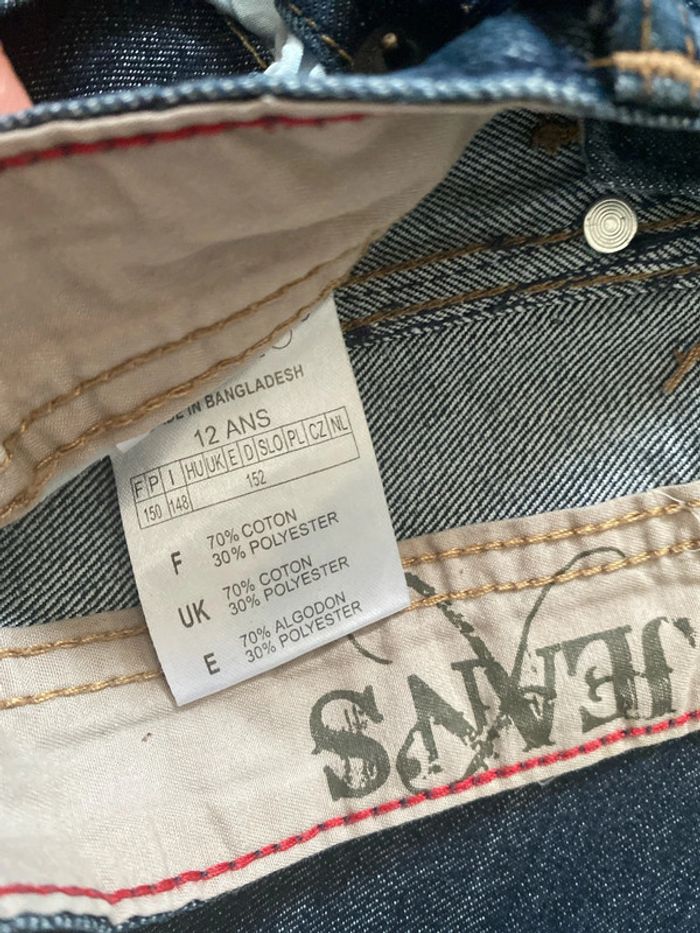 IN BANGLADESH
12 ANS
F P I HU UK E D SLO PL CZ NL
150 148 152
F 70% COTON
30% POLYESTER
UK 70% COTON
30% POLYESTER
E 70% ALGODON
30% POLYESTER
JEANS